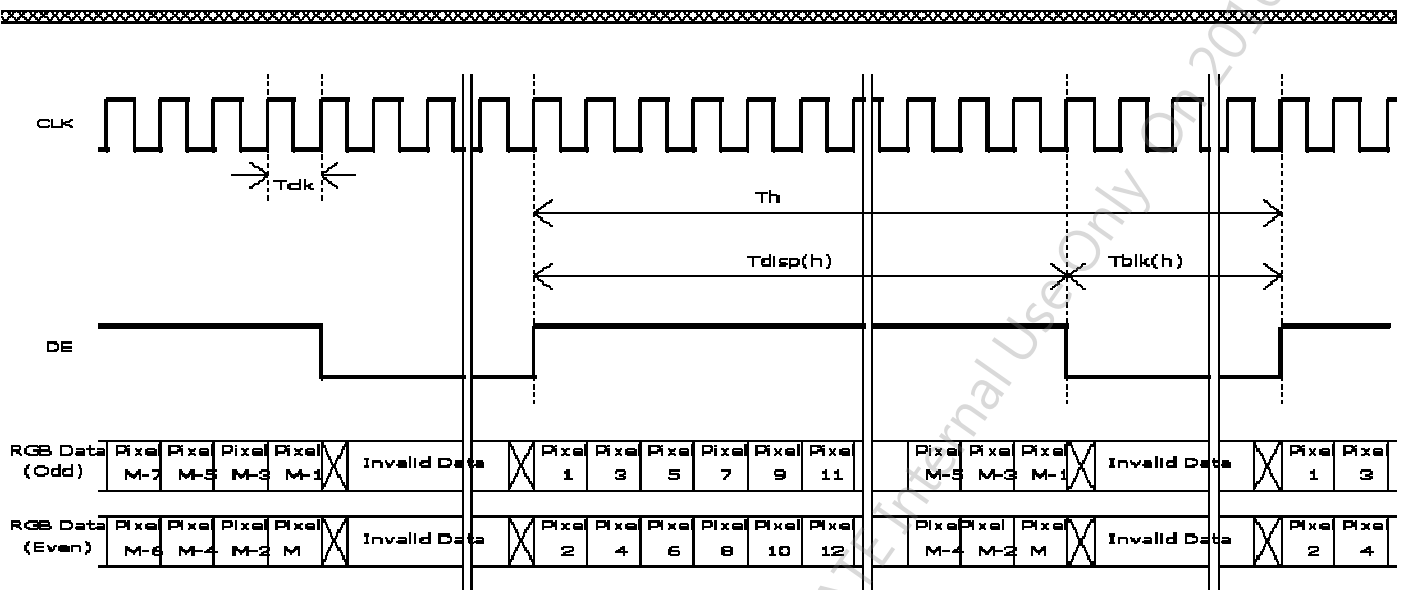 CLK
Tclk
Th
Tdisp(h)
Tblk(h)
DE
RGB Data (Odd)
Pixel M-7 Pixel M-5 Pixel M-3 Pixel M-1 Invalid Data Pixel 1 Pixel 3 Pixel 5 Pixel 7 Pixel 9 Pixel 11 Pixel M-5 Pixel M-3 Pixel M-1 Invalid Data Pixel 1 Pixel 3
RGB Data (Even)
Pixel M-6 Pixel M-4 Pixel M-2 Pixel M Invalid Data Pixel 2 Pixel 4 Pixel 6 Pixel 8 Pixel 10 Pixel 12 Pixel M-4 Pixel M-2 Pixel M Invalid Data Pixel 2 Pixel 4
Internal Use Only On